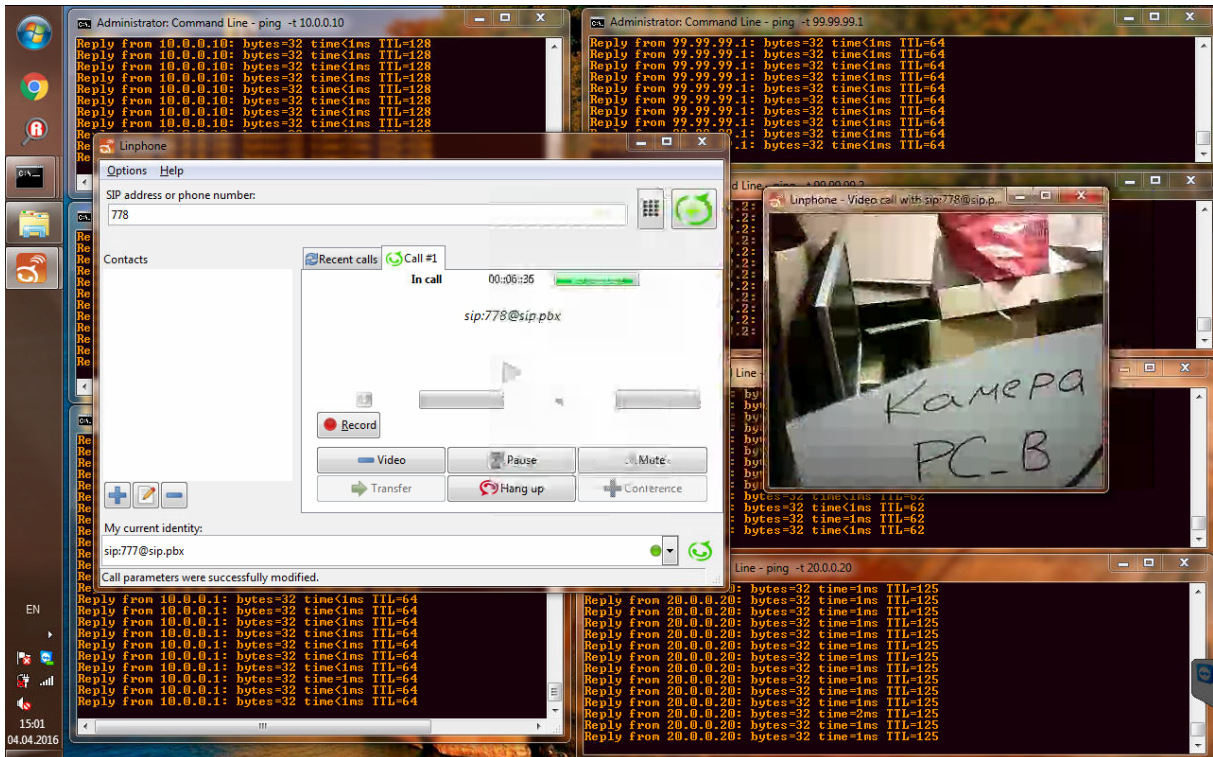 Administrator: Command Line - ping -t 10.0.0.10
Reply from 10.0.0.10: bytes=32 time<1ms TTL=128
Reply from 10.0.0.10: bytes=32 time<1ms TTL=128
Reply from 10.0.0.10: bytes=32 time<1ms TTL=128
Reply from 10.0.0.10: bytes=32 time<1ms TTL=128
Reply from 10.0.0.10: bytes=32 time<1ms TTL=128
Reply from 10.0.0.10: bytes=32 time<1ms TTL=128
Reply from 10.0.0.10: bytes=32 time<1ms TTL=128
Reply from 10.0.0.10: bytes=32 time<1ms TTL=128
Administrator: Command Line - ping -t 99.99.99.1
Reply from 99.99.99.1: bytes=32 time<1ms TTL=64
Reply from 99.99.99.1: bytes=32 time<1ms TTL=64
Reply from 99.99.99.1: bytes=32 time<1ms TTL=64
Reply from 99.99.99.1: bytes=32 time<1ms TTL=64
Reply from 99.99.99.1: bytes=32 time<1ms TTL=64
Reply from 99.99.99.1: bytes=32 time<1ms TTL=64
Reply from 99.99.99.1: bytes=32 time<1ms TTL=64
Reply from 99.99.99.1: bytes=32 time<1ms TTL=64
bytes=32 time<1ms TTL=64
.1: bytes=32 time<1ms TTL=64
Linphone
Options Help
SIP address or phone number:
778
Contacts
Recent calls Call #1
In call 00::06::35
sip:778@sip.pbx
Record
Video Pause Mute
Transfer Hang up Conference
My current identity:
sip:777@sip.pbx
Call parameters were successfully modified.
Linphone - Video call with sip:778@sip.p...
Камера
PC_B
bytes=32 time<1ms TTL=62
bytes=32 time<1ms TTL=62
bytes=32 time=1ms TTL=62
bytes=32 time<1ms TTL=62
Reply from 10.0.0.1: bytes=32 time<1ms TTL=64
Reply from 10.0.0.1: bytes=32 time<1ms TTL=64
Reply from 10.0.0.1: bytes=32 time<1ms TTL=64
Reply from 10.0.0.1: bytes=32 time<1ms TTL=64
Reply from 10.0.0.1: bytes=32 time<1ms TTL=64
Reply from 10.0.0.1: bytes=32 time<1ms TTL=64
Reply from 10.0.0.1: bytes=32 time<1ms TTL=64
Reply from 10.0.0.1: bytes=32 time<1ms TTL=64
Reply from 10.0.0.1: bytes=32 time=1ms TTL=64
Reply from 10.0.0.1: bytes=32 time<1ms TTL=64
Line - ping -t 20.0.0.20
bytes=32 time=1ms TTL=125
Reply from 20.0.0.20: bytes=32 time=1ms TTL=125
Reply from 20.0.0.20: bytes=32 time=1ms TTL=125
Reply from 20.0.0.20: bytes=32 time=1ms TTL=125
Reply from 20.0.0.20: bytes=32 time=1ms TTL=125
Reply from 20.0.0.20: bytes=32 time=1ms TTL=125
Reply from 20.0.0.20: bytes=32 time=1ms TTL=125
Reply from 20.0.0.20: bytes=32 time=1ms TTL=125
Reply from 20.0.0.20: bytes=32 time=1ms TTL=125
Reply from 20.0.0.20: bytes=32 time=1ms TTL=125
Reply from 20.0.0.20: bytes=32 time=1ms TTL=125
Reply from 20.0.0.20: bytes=32 time=2ms TTL=125
Reply from 20.0.0.20: bytes=32 time=1ms TTL=125
Reply from 20.0.0.20: bytes=32 time=1ms TTL=125
EN
15:01
04.04.2016